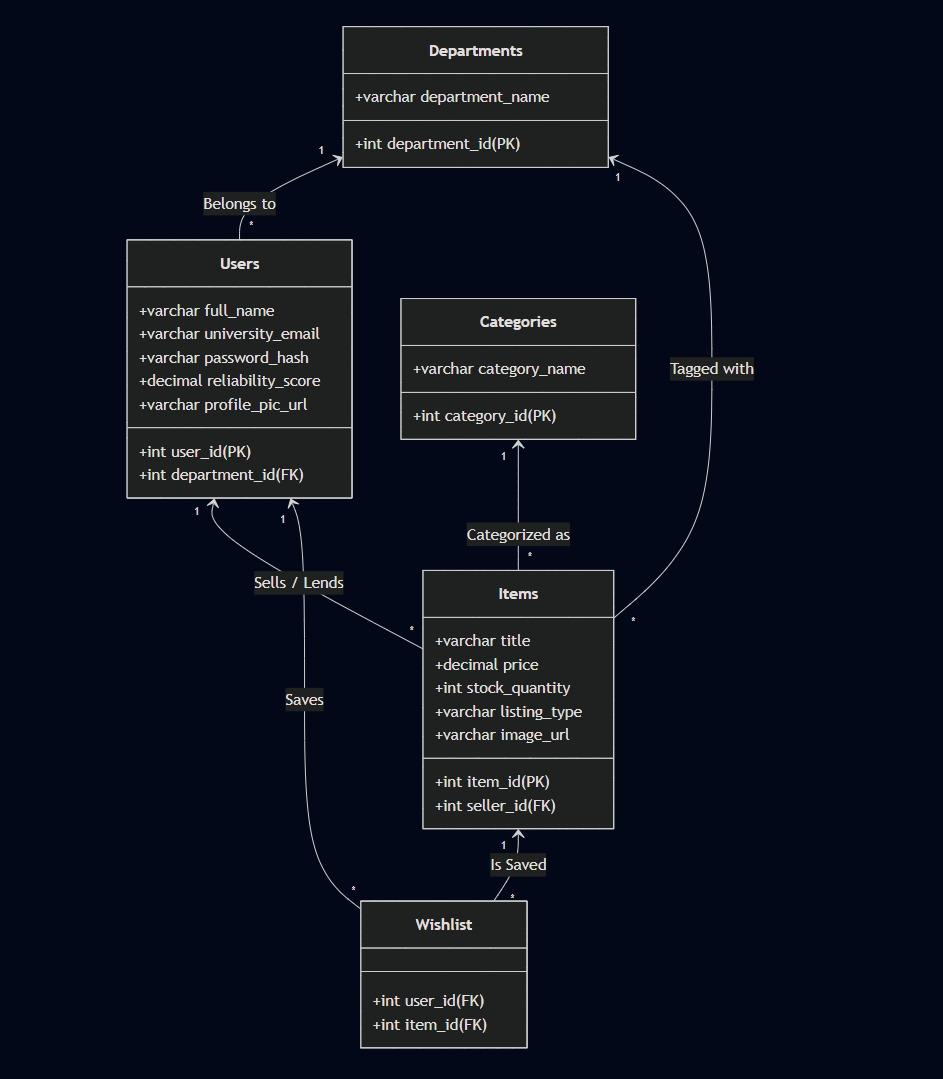 Departments
+varchar department_name
+int department_id(PK)
1
1
Belongs to
*
Users
+varchar full_name
+varchar university_email
+varchar password_hash
+decimal reliability_score
+varchar profile_pic_url
+int user_id(PK)
+int department_id(FK)
Categories
+varchar category_name
+int category_id(PK)
Tagged with
1
1
1
Categorized as
*
Sells / Lends
*
*
Items
+varchar title
+decimal price
+int stock_quantity
+varchar listing_type
+varchar image_url
+int item_id(PK)
+int seller_id(FK)
Saves
1
Is Saved
*
*
Wishlist
+int user_id(FK)
+int item_id(FK)